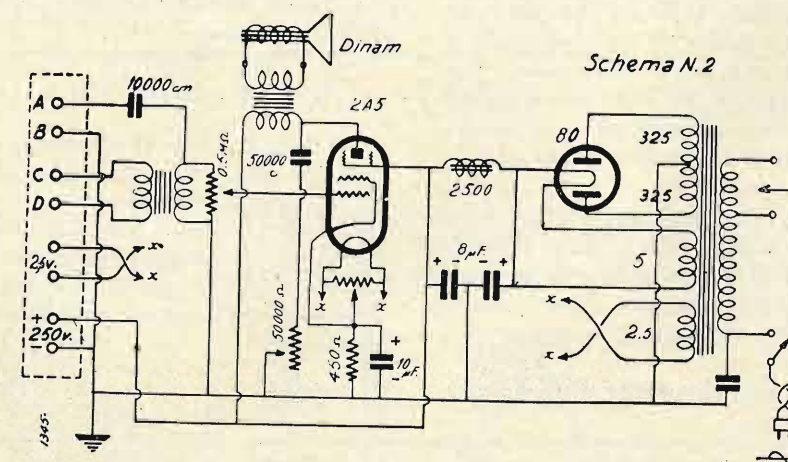 Schema N.2
Dinam
10000 cm
A
B
C
D
0.5 MΩ
50000
c
2A5
80
325
325
2500
5
2.5
8 μF.
+ - - +
2,5 v.
x
x
+
250 v.
-
50000 Ω
x
x
450 Ω
+
10
- μF.
x
x
1345-